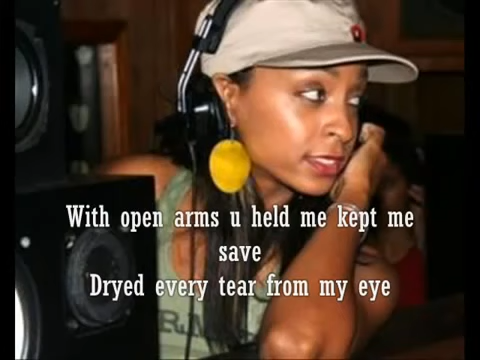 With open arms u held me kept me
save
Dryed every tear from my eye